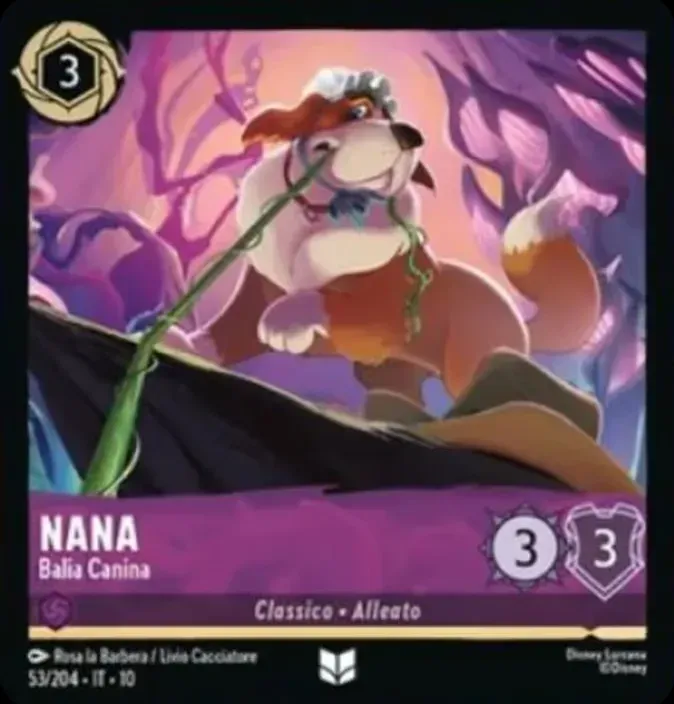 3
NANA
Balia Canina
3
3
Classico • Alleato
Rosa la Barbera / Livio Cacciatore
Disney Lorcana
53/204 • IT • 10
©Disney